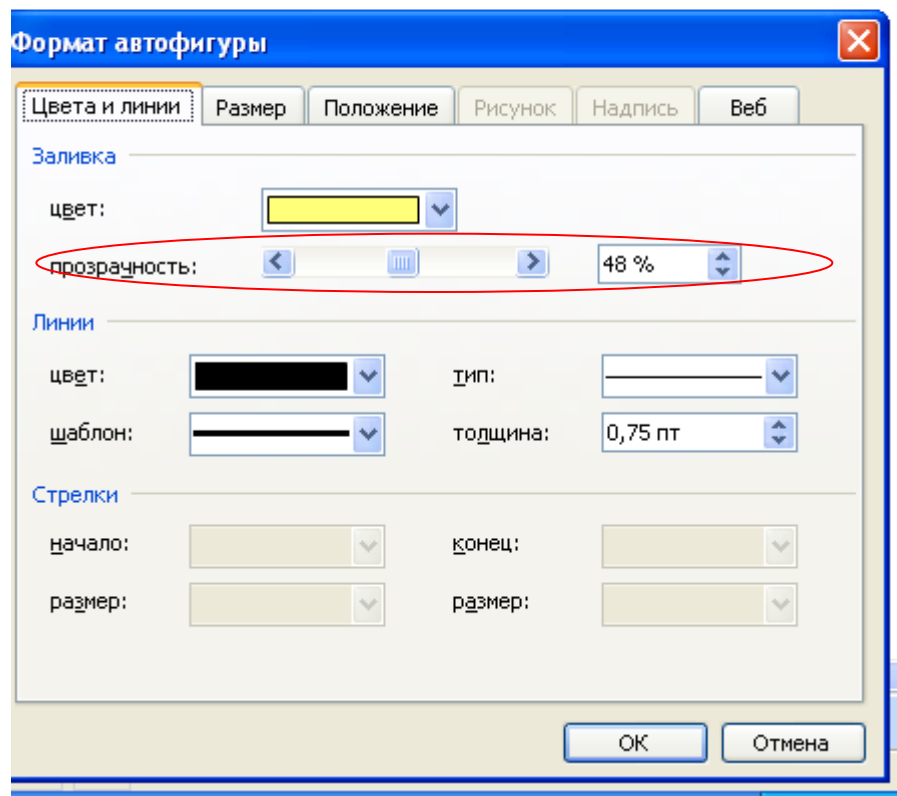 Формат автофигуры
Цвета и линии Размер Положение Рисунок Надпись Веб
Заливка
цвет:
прозрачность: 48 %
Линии
цвет: тип:
шаблон: толщина: 0,75 пт
Стрелки
начало: конец:
размер: размер:
ОК Отмена